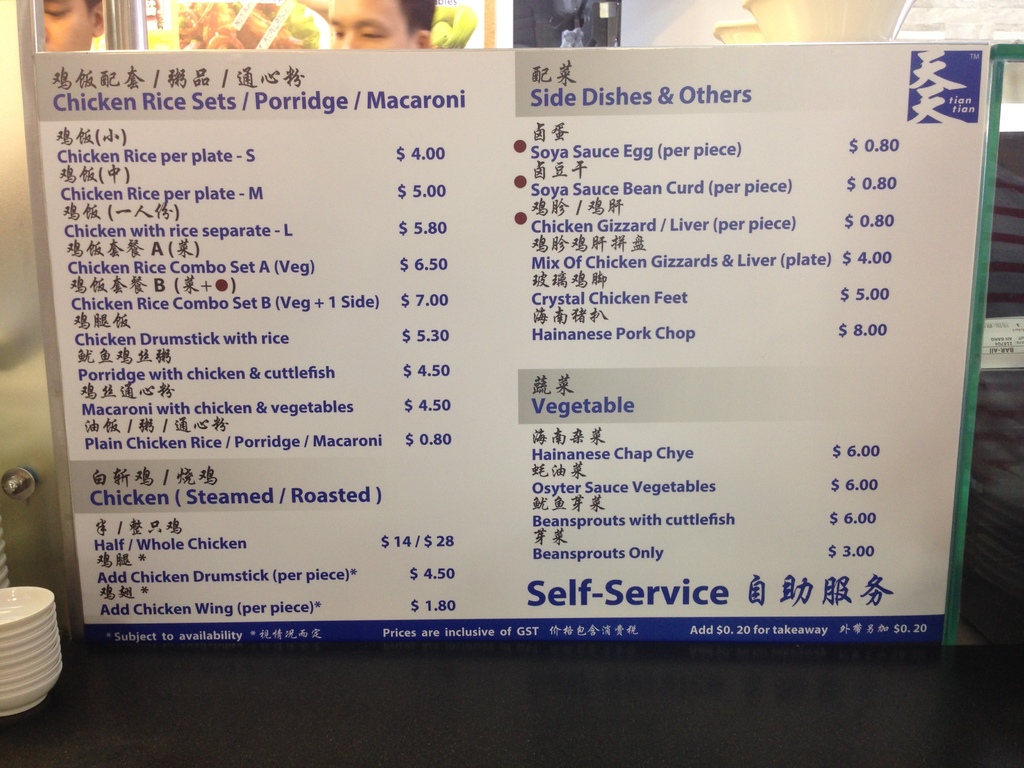 鸡饭配套 / 粥品 / 通心粉
Chicken Rice Sets / Porridge / Macaroni
鸡饭(小)
Chicken Rice per plate - S $ 4.00
鸡饭(中)
Chicken Rice per plate - M $ 5.00
鸡饭 (一人份)
Chicken with rice separate - L $ 5.80
鸡饭套餐 A (菜)
Chicken Rice Combo Set A (Veg) $ 6.50
鸡饭套餐 B (菜+●)
Chicken Rice Combo Set B (Veg + 1 Side) $ 7.00
鸡腿饭
Chicken Drumstick with rice $ 5.30
鱿鱼鸡丝粥
Porridge with chicken & cuttlefish $ 4.50
鸡丝通心粉
Macaroni with chicken & vegetables $ 4.50
油饭 / 粥 / 通心粉
Plain Chicken Rice / Porridge / Macaroni $ 0.80
白斩鸡 / 烧鸡
Chicken ( Steamed / Roasted )
半 / 整只鸡
Half / Whole Chicken $ 14 / $ 28
鸡腿 *
Add Chicken Drumstick (per piece)* $ 4.50
鸡翅 *
Add Chicken Wing (per piece)* $ 1.80
配菜
Side Dishes & Others
天天
TM
tian
tian
卤蛋
● Soya Sauce Egg (per piece) $ 0.80
卤豆干
● Soya Sauce Bean Curd (per piece) $ 0.80
鸡胗 / 鸡肝
● Chicken Gizzard / Liver (per piece) $ 0.80
鸡胗鸡肝拼盘
Mix Of Chicken Gizzards & Liver (plate) $ 4.00
玻璃鸡脚
Crystal Chicken Feet $ 5.00
海南猪扒
Hainanese Pork Chop $ 8.00
蔬菜
Vegetable
海南杂菜
Hainanese Chap Chye $ 6.00
蚝油菜
Osyter Sauce Vegetables $ 6.00
鱿鱼芽菜
Beansprouts with cuttlefish $ 6.00
芽菜
Beansprouts Only $ 3.00
Self-Service 自助服务
*Subject to availability *视情况而定 Prices are inclusive of GST 价格包含消费税 Add $0. 20 for takeaway 外带另加 $0. 20